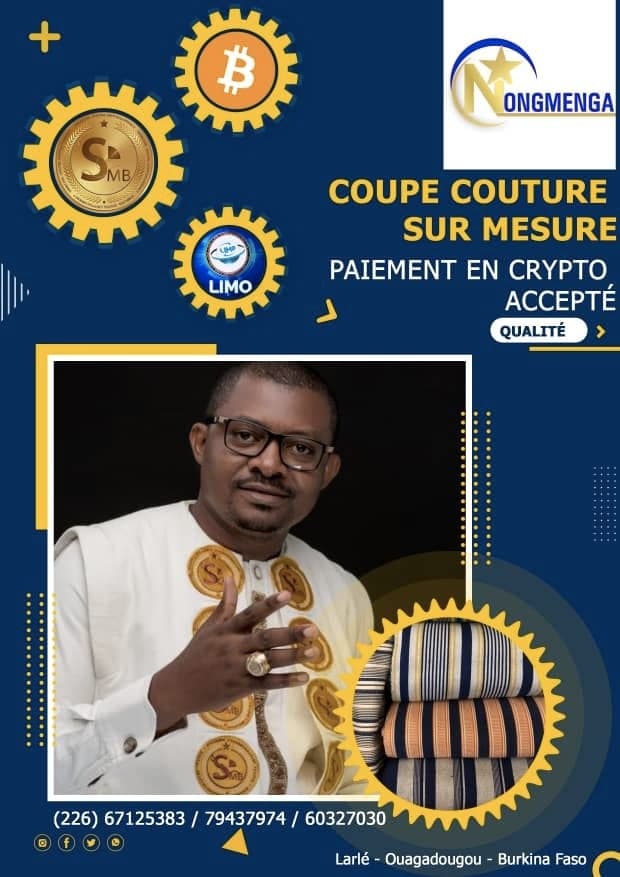 NONGMENGA
SMB
LIMO
COUPE COUTURE
SUR MESURE
PAIEMENT EN CRYPTO
ACCEPTÉ
QUALITÉ
SMB
(226) 67125383 / 79437974 / 60327030
Larlé - Ouagadougou - Burkina Faso